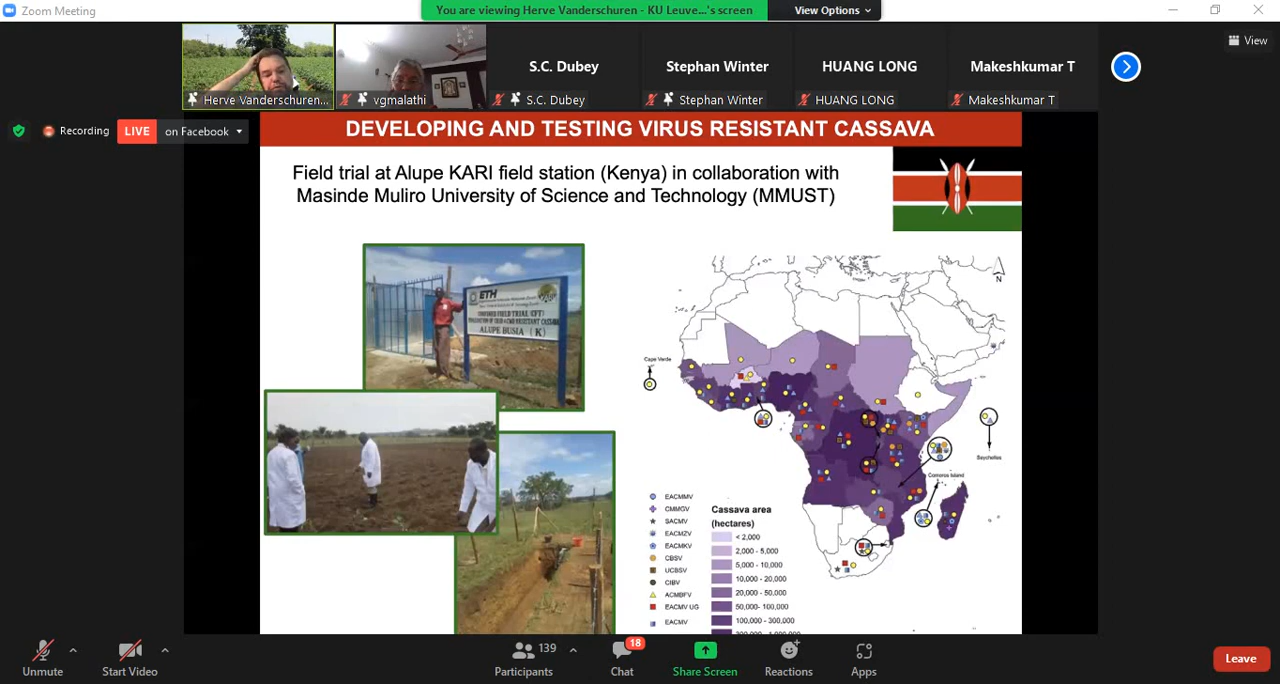 Zoom Meeting
You are viewing Herve Vanderschuren - KU Leuve...'s screen
View Options
View
S.C. Dubey
Stephan Winter
HUANG LONG
Makeshkumar T
Herve Vanderschuren...
vgmalathi
S.C. Dubey
Stephan Winter
HUANG LONG
Makeshkumar T
Recording
LIVE
on Facebook
DEVELOPING AND TESTING VIRUS RESISTANT CASSAVA
Field trial at Alupe KARI field station (Kenya) in collaboration with
Masinde Muliro University of Science and Technology (MMUST)
ETH
CONFINED FIELD TRIAL (CFT)
ALUPE BUSIA (K)
N
Cape Verde
Seychelles
Comoros Island
EACMMV
CMMGV
SACMV
EACMZV
EACMKV
CBSV
UCBSV
CIBV
ACMBFV
EACMV UG
EACMV
Cassava area
(hectares)
< 2,000
2,000 - 5,000
5,000 - 10,000
10,000 - 20,000
20,000 - 50,000
50,000- 100,000
100,000 - 300,000
Unmute
Start Video
139
Participants
18
Chat
Share Screen
Reactions
Apps
Leave